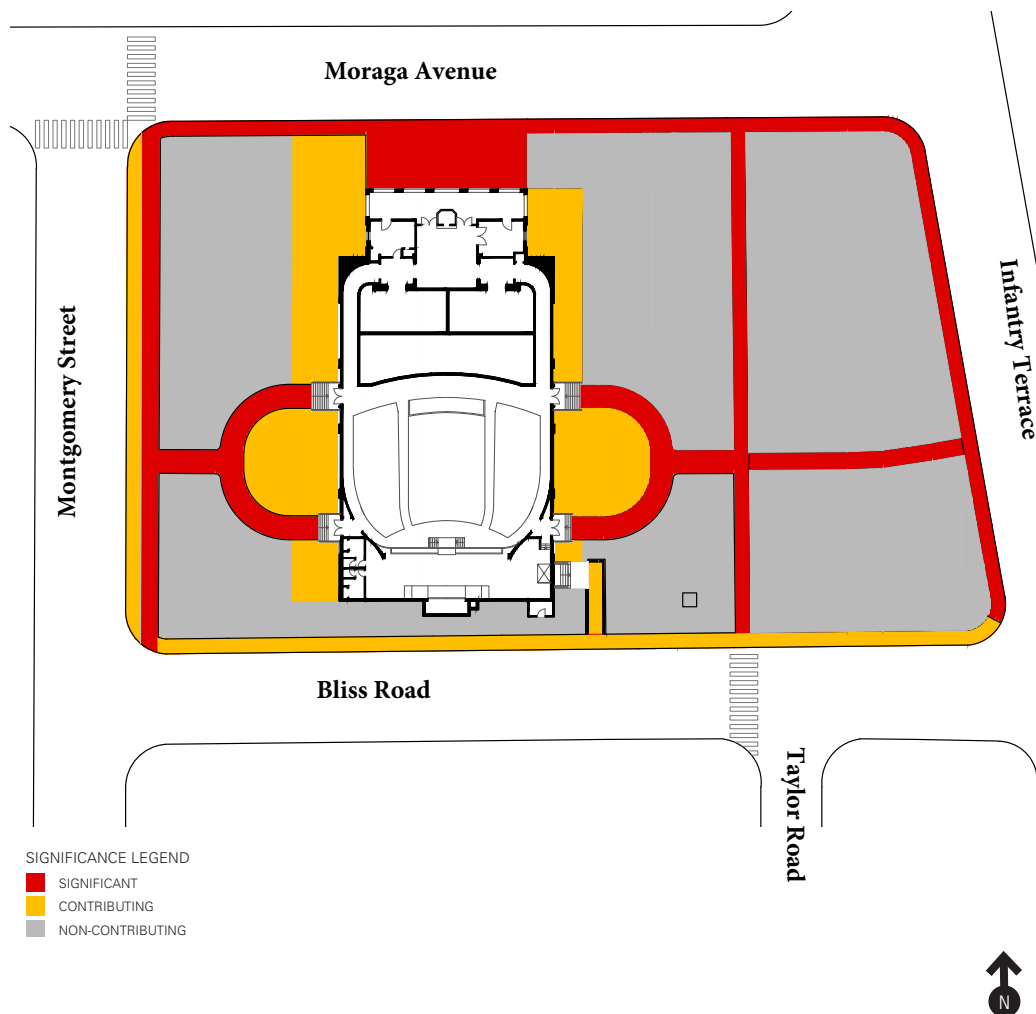 Moraga Avenue
Infantry Terrace
Montgomery Street
Bliss Road
Taylor Road
SIGNIFICANCE LEGEND
SIGNIFICANT
CONTRIBUTING
NON-CONTRIBUTING
N